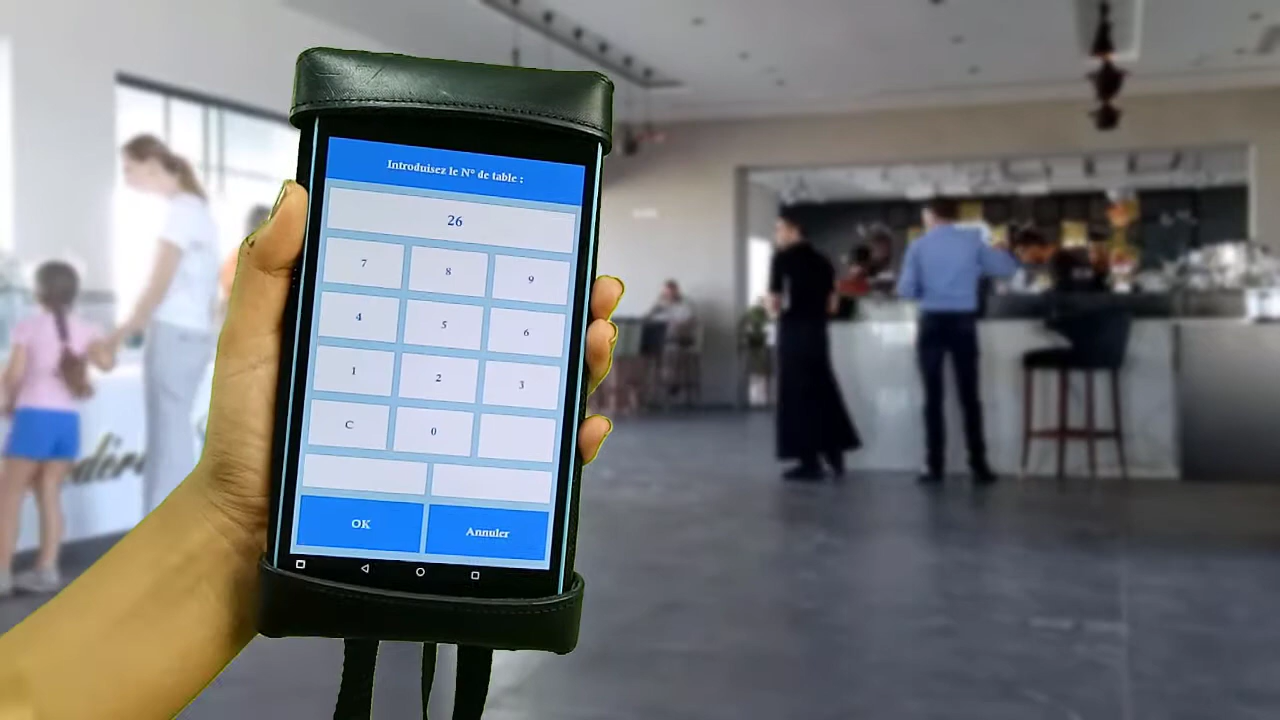 Introduisez le N° de table :
26
7 8 9
4 5 6
1 2 3
C 0
OK Annuler